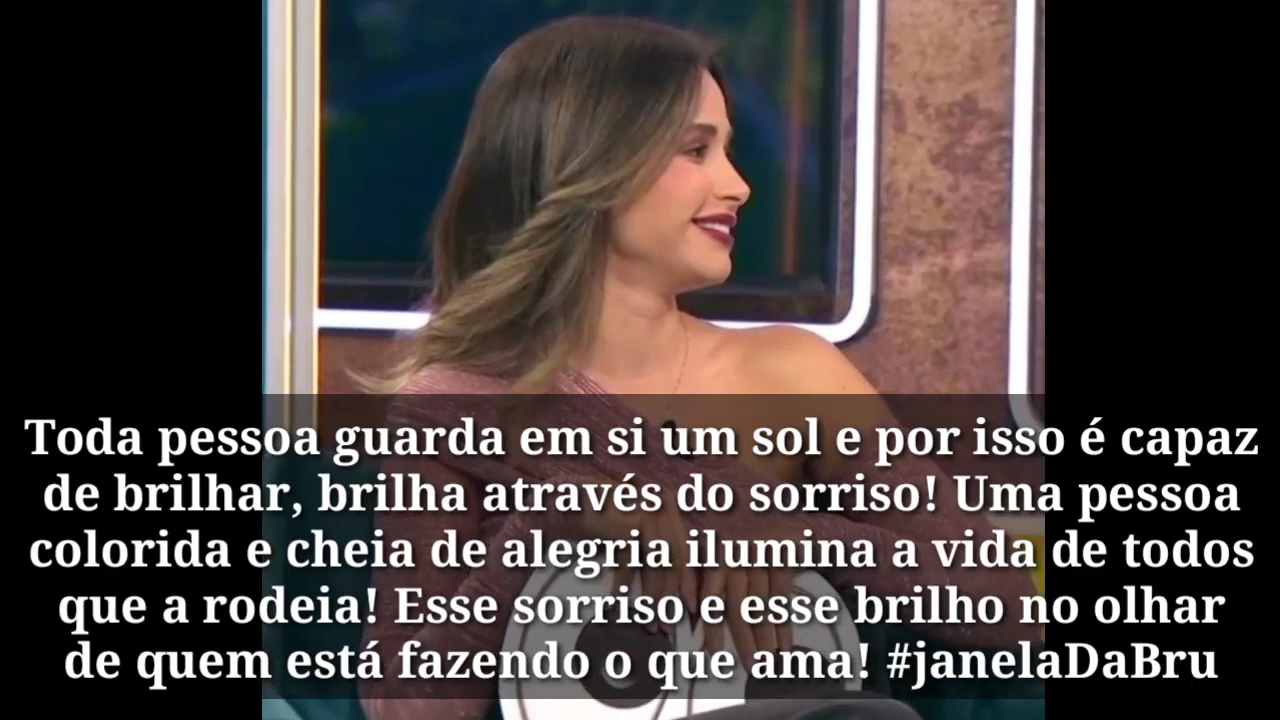 Toda pessoa guarda em si um sol e por isso é capaz
de brilhar, brilha através do sorriso! Uma pessoa
colorida e cheia de alegria ilumina a vida de todos
que a rodeia! Esse sorriso e esse brilho no olhar
de quem está fazendo o que ama! #janelaDaBru